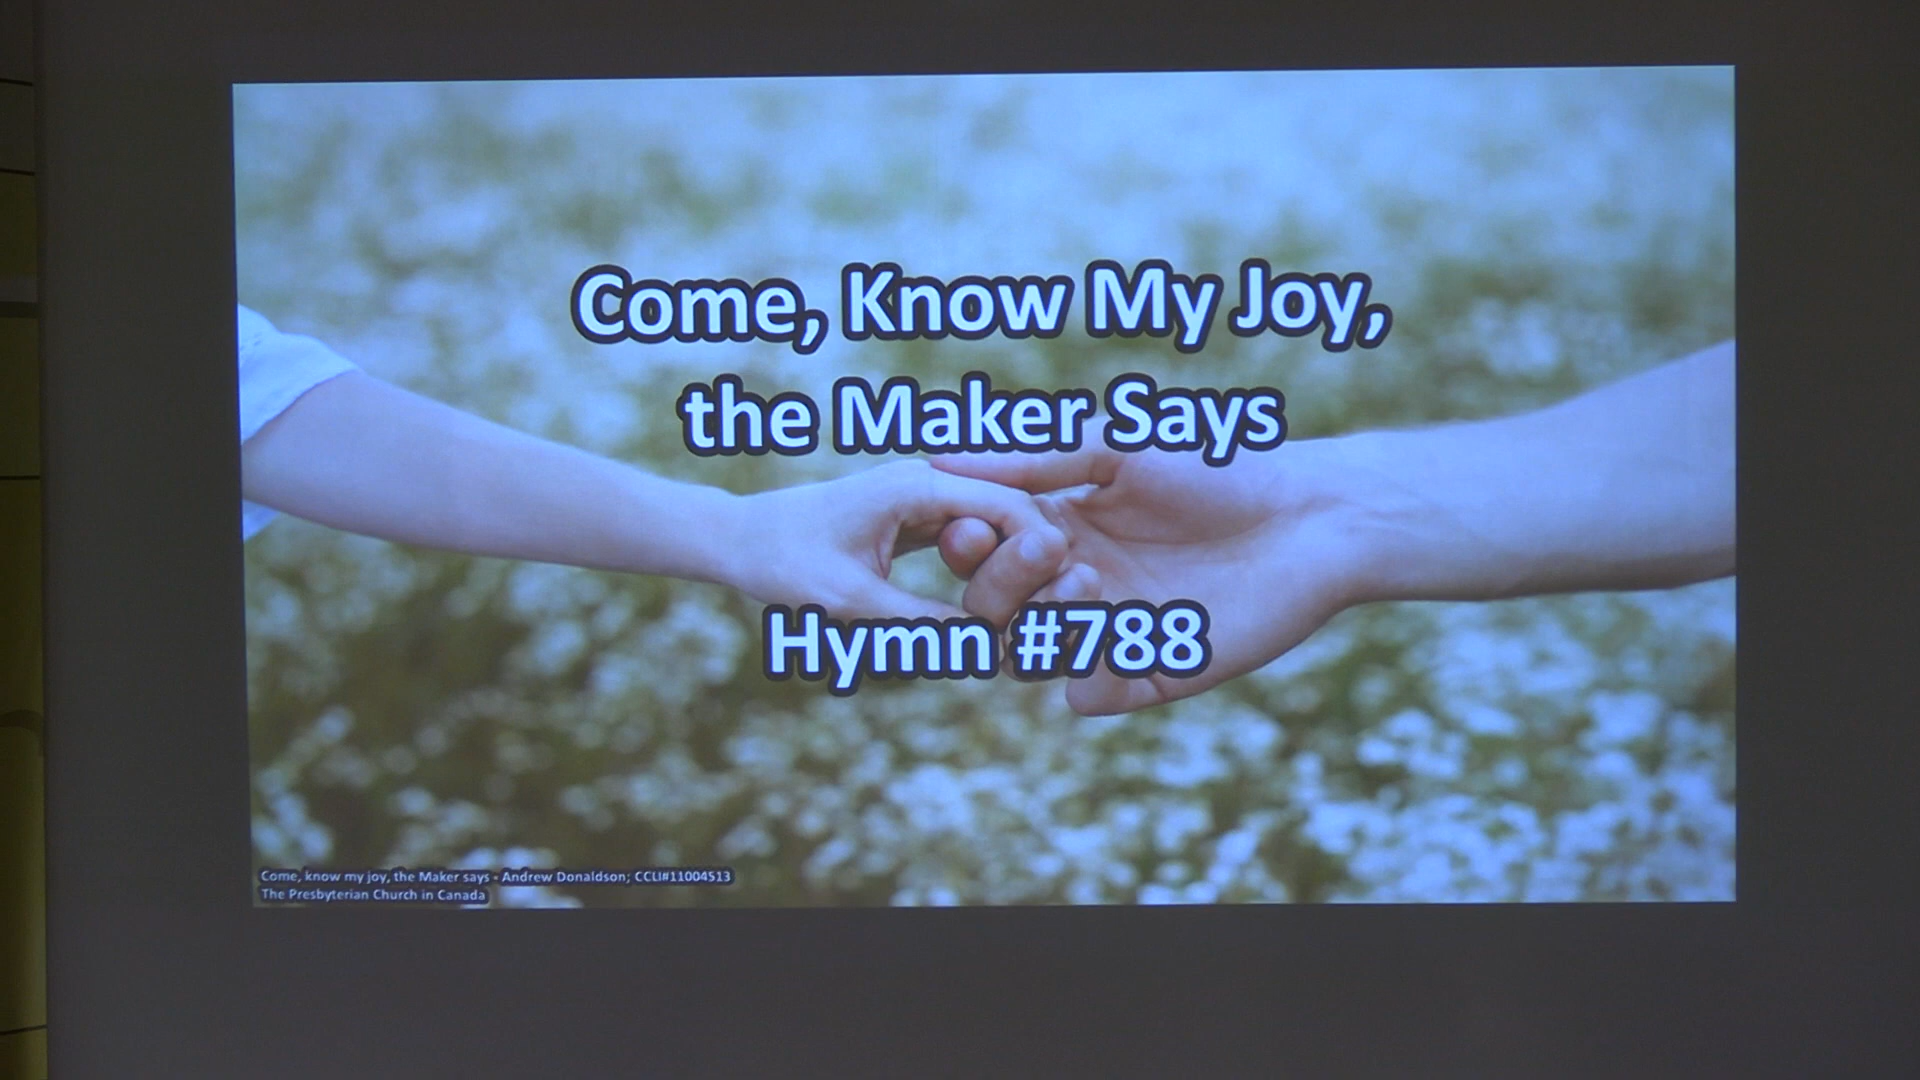 Come, Know My Joy,
the Maker Says
Hymn #788
Come, know my joy, the Maker says - Andrew Donaldson; CCLI#11004513
The Presbyterian Church in Canada